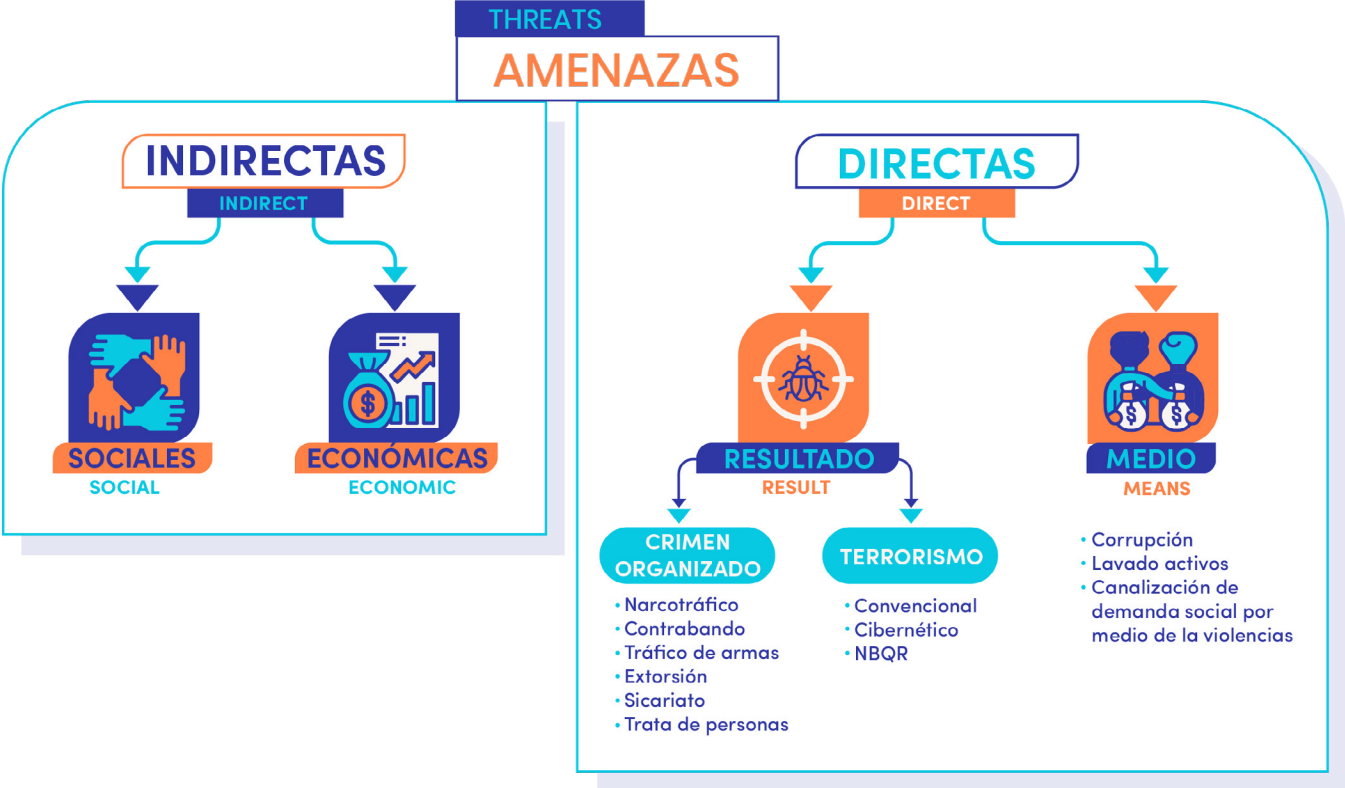 THREATS
AMENAZAS
INDIRECTAS
INDIRECT
SOCIALES
SOCIAL
ECONÓMICAS
ECONOMIC
DIRECTAS
DIRECT
RESULTADO
RESULT
CRIMEN
ORGANIZADO
• Narcotráfico
• Contrabando
• Tráfico de armas
• Extorsión
• Sicariato
• Trata de personas
TERRORISMO
• Convencional
• Cibernético
• NBQR
MEDIO
MEANS
• Corrupción
• Lavado activos
• Canalización de
demanda social por
medio de la violencias